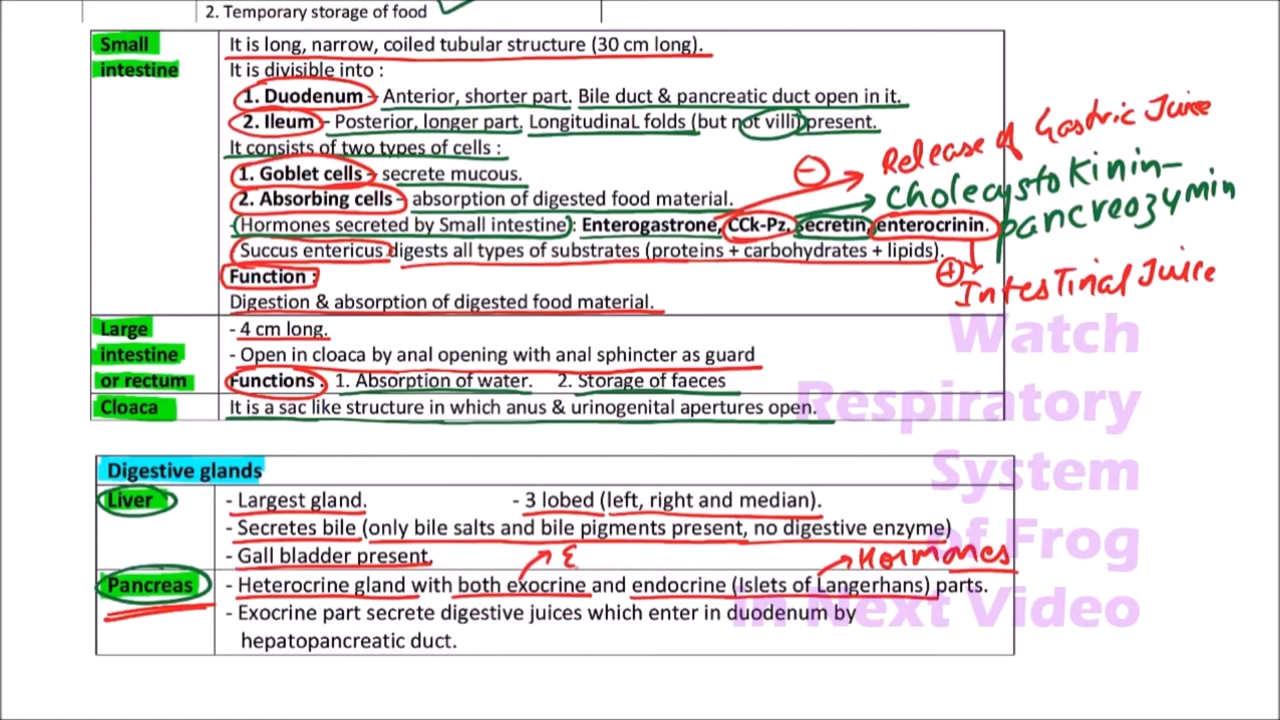 2. Temporary storage of food
Small
intestine
It is long, narrow, coiled tubular structure (30 cm long).
It is divisible into :
1. Duodenum - Anterior, shorter part. Bile duct & pancreatic duct open in it.
2. Ileum - Posterior, longer part. LongitudinaL folds (but not villi) present.
It consists of two types of cells :
1. Goblet cells - secrete mucous.
2. Absorbing cells - absorption of digested food material.
(Hormones secreted by Small intestine): Enterogastrone, CCk-Pz, secretin, enterocrinin.
Succus entericus digests all types of substrates (proteins + carbohydrates + lipids).
Function :
Digestion & absorption of digested food material.
⊖ Release of Gastric Juice
Cholecystokinin-
pancreozymin
⊕ Intestinal Juice
Large
intestine
or rectum
- 4 cm long.
- Open in cloaca by anal opening with anal sphincter as guard
Functions : 1. Absorption of water. 2. Storage of faeces
Cloaca
It is a sac like structure in which anus & urinogenital apertures open.
Digestive glands
Liver
- Largest gland. - 3 lobed (left, right and median).
- Secretes bile (only bile salts and bile pigments present, no digestive enzyme)
- Gall bladder present.
Hormones
Pancreas
- Heterocrine gland with both exocrine and endocrine (Islets of Langerhans) parts.
- Exocrine part secrete digestive juices which enter in duodenum by
hepatopancreatic duct.
Watch
Respiratory
System
of Frog
in Next Video